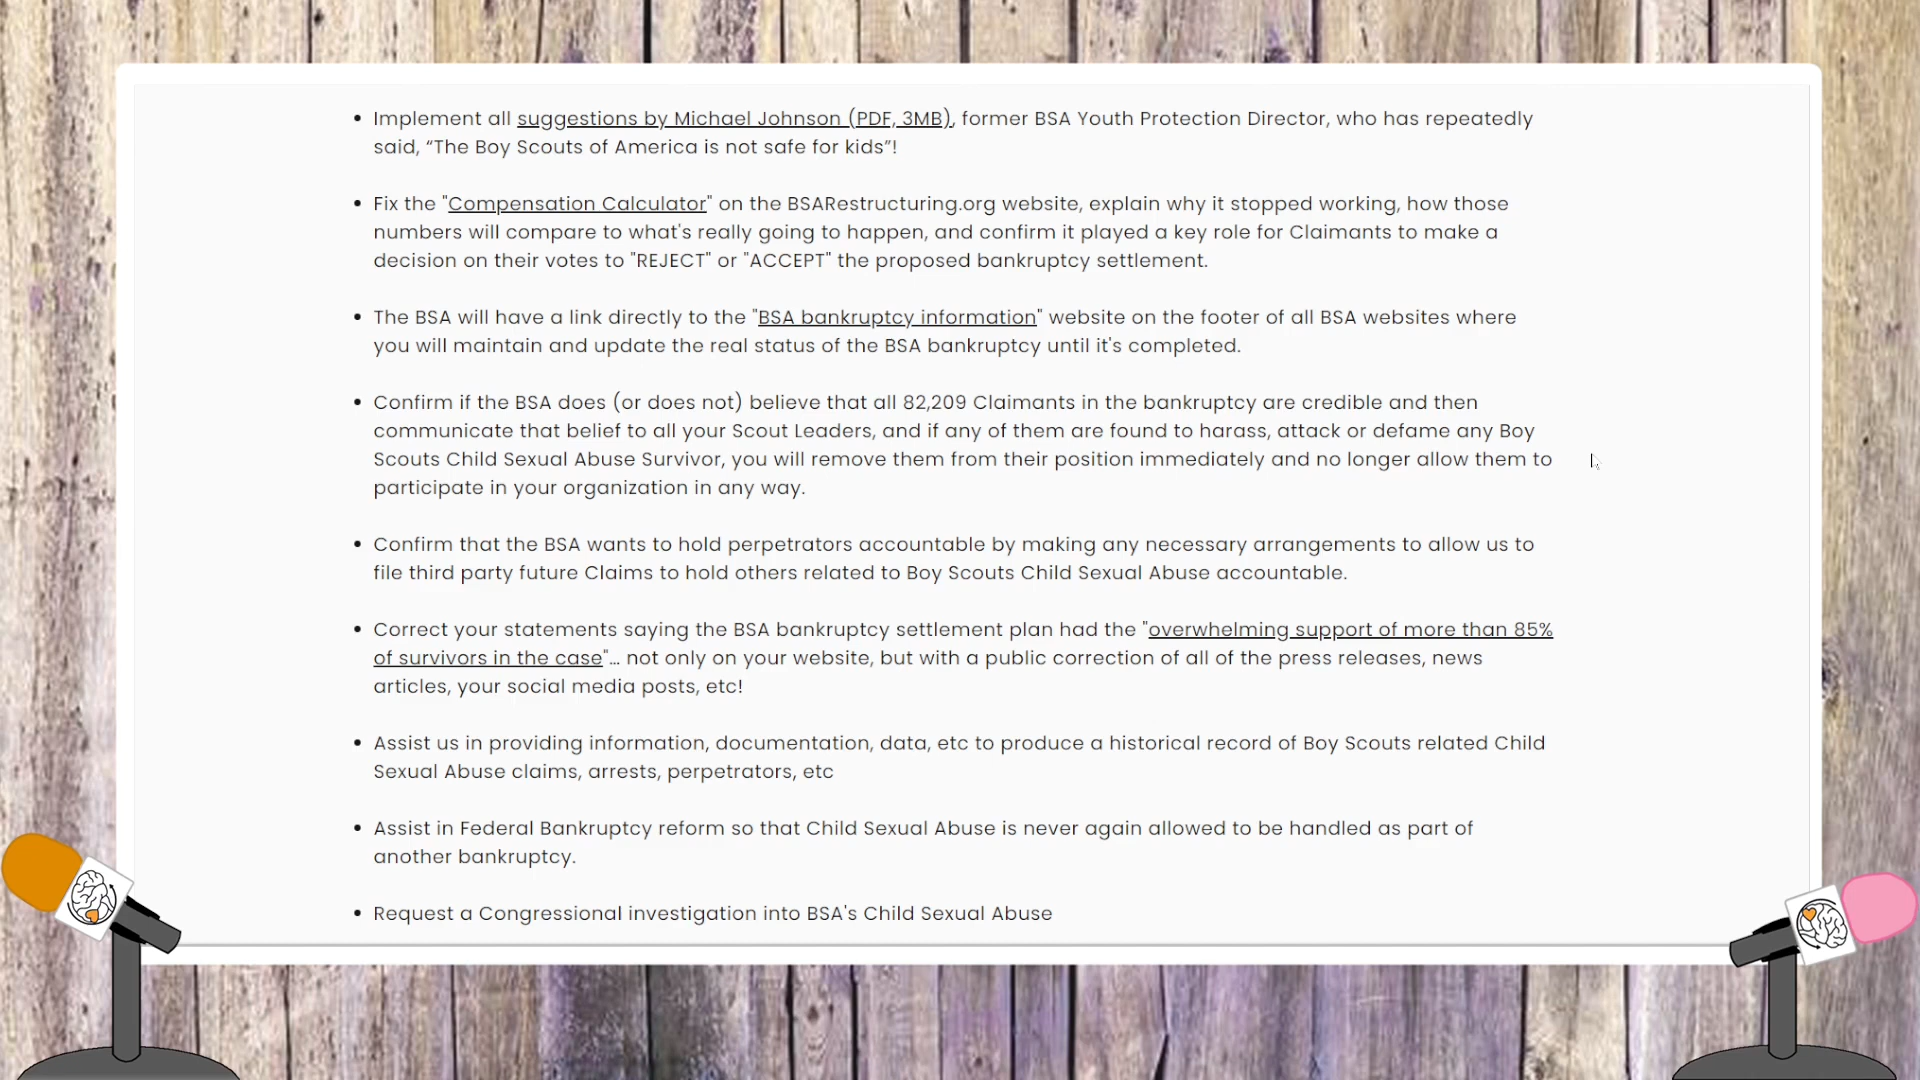 • Implement all suggestions by Michael Johnson (PDF, 3MB), former BSA Youth Protection Director, who has repeatedly
said, “The Boy Scouts of America is not safe for kids”!
• Fix the "Compensation Calculator" on the BSARestructuring.org website, explain why it stopped working, how those
numbers will compare to what's really going to happen, and confirm it played a key role for Claimants to make a
decision on their votes to "REJECT" or "ACCEPT" the proposed bankruptcy settlement.
• The BSA will have a link directly to the "BSA bankruptcy information" website on the footer of all BSA websites where
you will maintain and update the real status of the BSA bankruptcy until it's completed.
• Confirm if the BSA does (or does not) believe that all 82,209 Claimants in the bankruptcy are credible and then
communicate that belief to all your Scout Leaders, and if any of them are found to harass, attack or defame any Boy
Scouts Child Sexual Abuse Survivor, you will remove them from their position immediately and no longer allow them to
participate in your organization in any way.
• Confirm that the BSA wants to hold perpetrators accountable by making any necessary arrangements to allow us to
file third party future Claims to hold others related to Boy Scouts Child Sexual Abuse accountable.
• Correct your statements saying the BSA bankruptcy settlement plan had the "overwhelming support of more than 85%
of survivors in the case"... not only on your website, but with a public correction of all of the press releases, news
articles, your social media posts, etc!
• Assist us in providing information, documentation, data, etc to produce a historical record of Boy Scouts related Child
Sexual Abuse claims, arrests, perpetrators, etc
• Assist in Federal Bankruptcy reform so that Child Sexual Abuse is never again allowed to be handled as part of
another bankruptcy.
• Request a Congressional investigation into BSA's Child Sexual Abuse